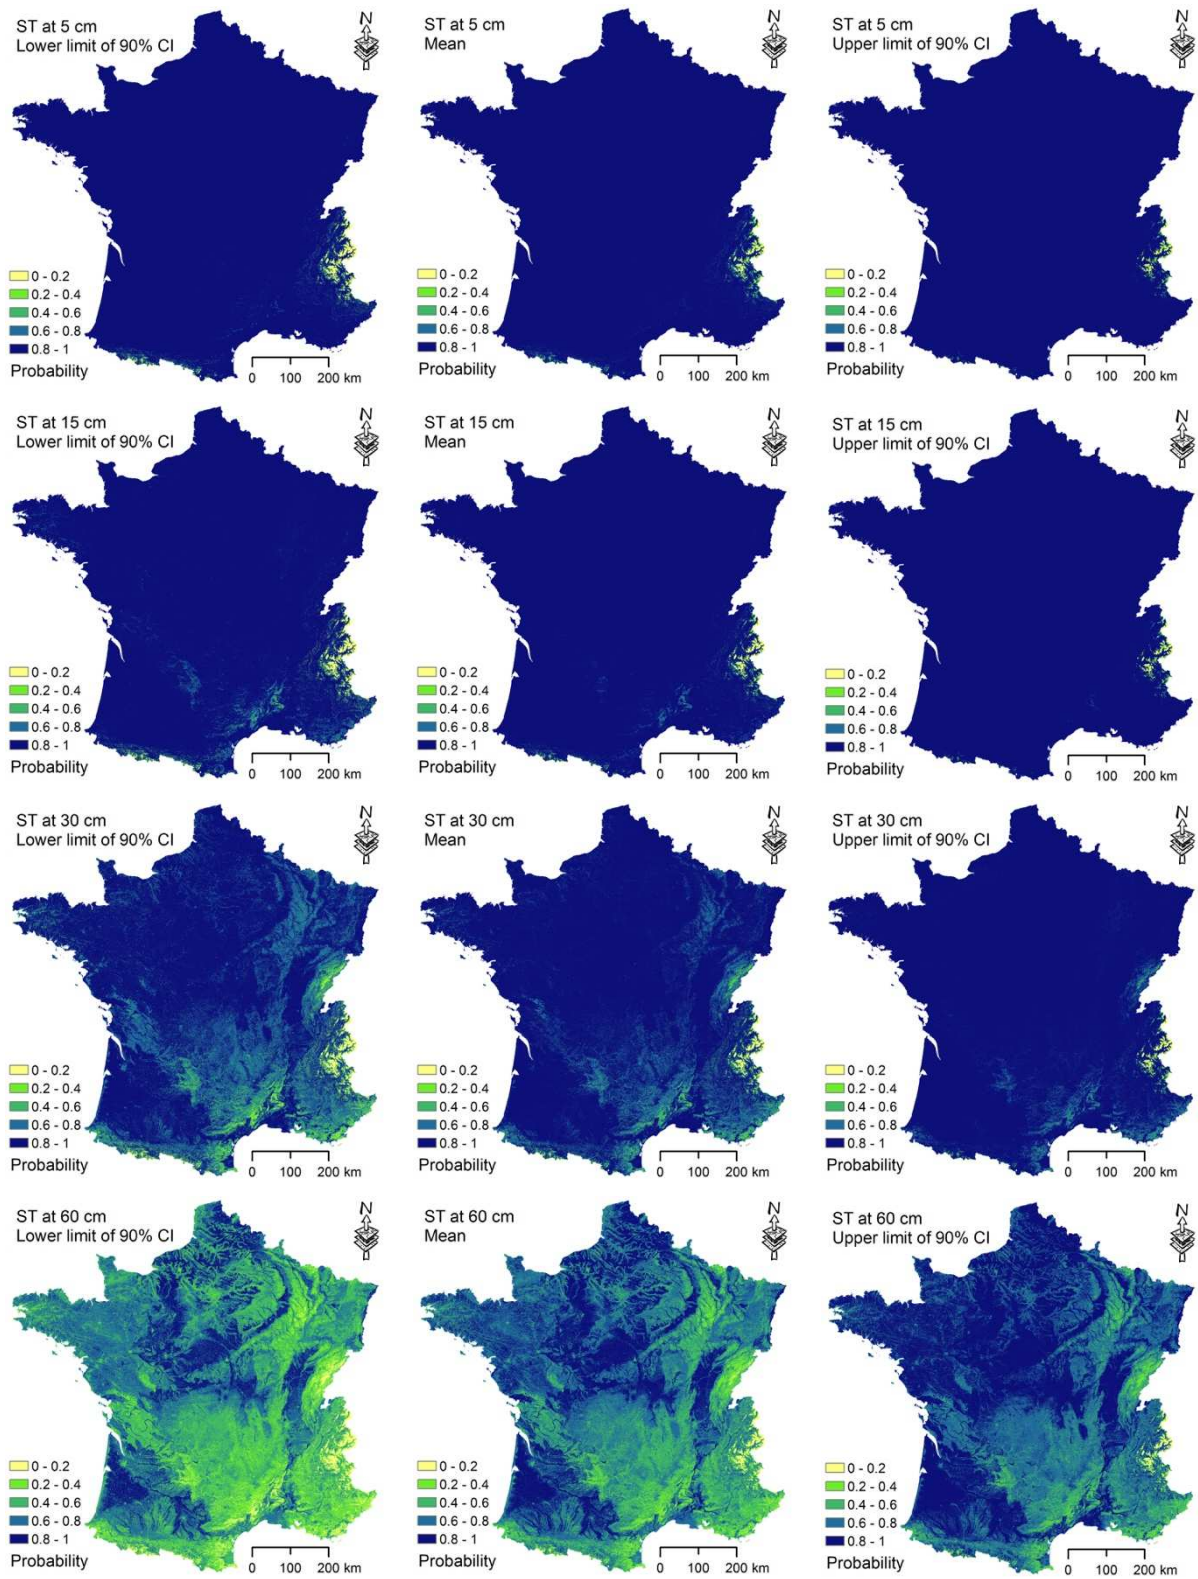 ST at 5 cm
Lower limit of 90% CI
N
0 - 0.2
0.2 - 0.4
0.4 - 0.6
0.6 - 0.8
0.8 - 1
Probability
0 100 200 km
ST at 5 cm
Mean
N
0 - 0.2
0.2 - 0.4
0.4 - 0.6
0.6 - 0.8
0.8 - 1
Probability
0 100 200 km
ST at 5 cm
Upper limit of 90% CI
N
0 - 0.2
0.2 - 0.4
0.4 - 0.6
0.6 - 0.8
0.8 - 1
Probability
0 100 200 km
ST at 15 cm
Lower limit of 90% CI
N
0 - 0.2
0.2 - 0.4
0.4 - 0.6
0.6 - 0.8
0.8 - 1
Probability
0 100 200 km
ST at 15 cm
Mean
N
0 - 0.2
0.2 - 0.4
0.4 - 0.6
0.6 - 0.8
0.8 - 1
Probability
0 100 200 km
ST at 15 cm
Upper limit of 90% CI
N
0 - 0.2
0.2 - 0.4
0.4 - 0.6
0.6 - 0.8
0.8 - 1
Probability
0 100 200 km
ST at 30 cm
Lower limit of 90% CI
N
0 - 0.2
0.2 - 0.4
0.4 - 0.6
0.6 - 0.8
0.8 - 1
Probability
0 100 200 km
ST at 30 cm
Mean
N
0 - 0.2
0.2 - 0.4
0.4 - 0.6
0.6 - 0.8
0.8 - 1
Probability
0 100 200 km
ST at 30 cm
Upper limit of 90% CI
N
0 - 0.2
0.2 - 0.4
0.4 - 0.6
0.6 - 0.8
0.8 - 1
Probability
0 100 200 km
ST at 60 cm
Lower limit of 90% CI
N
0 - 0.2
0.2 - 0.4
0.4 - 0.6
0.6 - 0.8
0.8 - 1
Probability
0 100 200 km
ST at 60 cm
Mean
N
0 - 0.2
0.2 - 0.4
0.4 - 0.6
0.6 - 0.8
0.8 - 1
Probability
0 100 200 km
ST at 60 cm
Upper limit of 90% CI
N
0 - 0.2
0.2 - 0.4
0.4 - 0.6
0.6 - 0.8
0.8 - 1
Probability
0 100 200 km